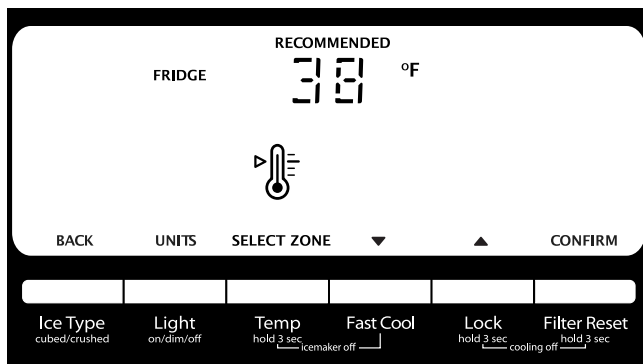 RECOMMENDED
FRIDGE 38 °F
BACK UNITS SELECT ZONE ▼ ▲ CONFIRM
Ice Type Light Temp Fast Cool Lock Filter Reset
cubed/crushed on/dim/off hold 3 sec hold 3 sec hold 3 sec
icemaker off cooling off